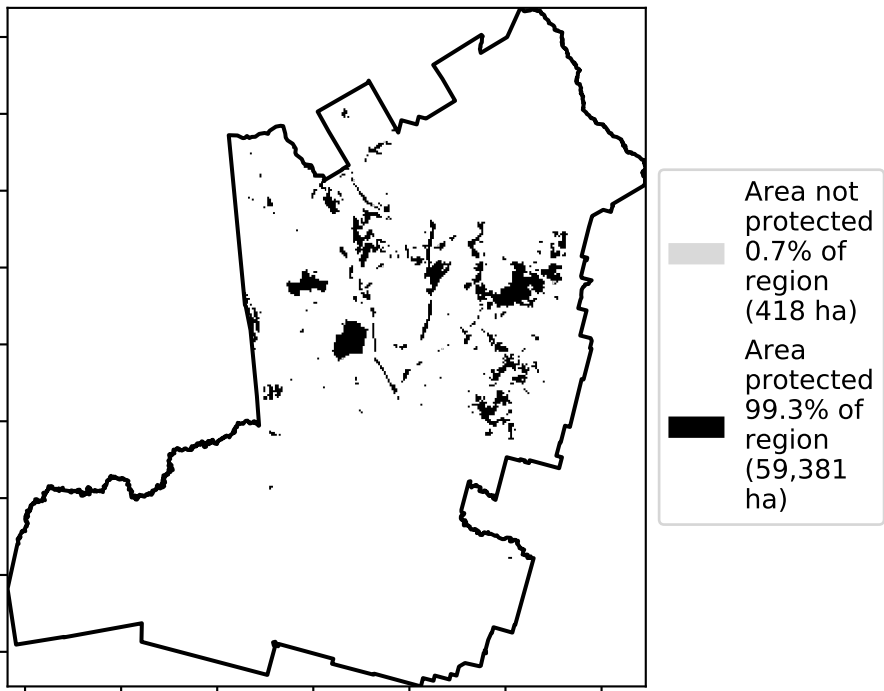 Area not
protected
0.7% of
region
(418 ha)
Area
protected
99.3% of
region
(59,381
ha)